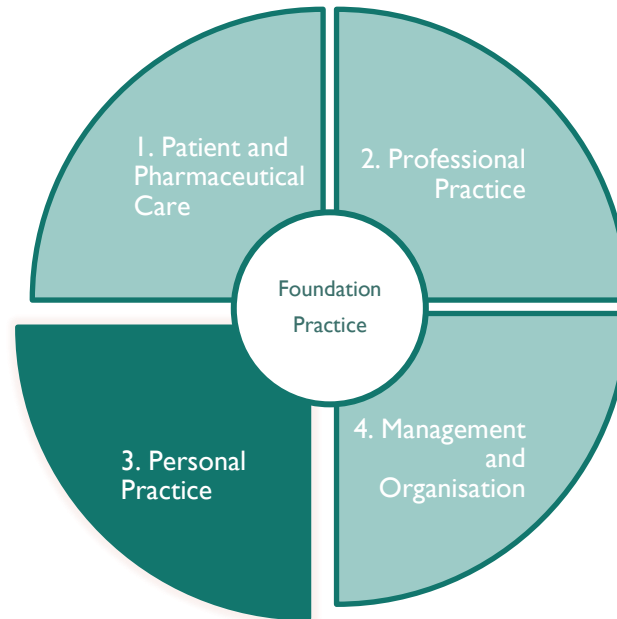 1. Patient and
Pharmaceutical
Care
2. Professional
Practice
Foundation
Practice
3. Personal
Practice
4. Management
and
Organisation